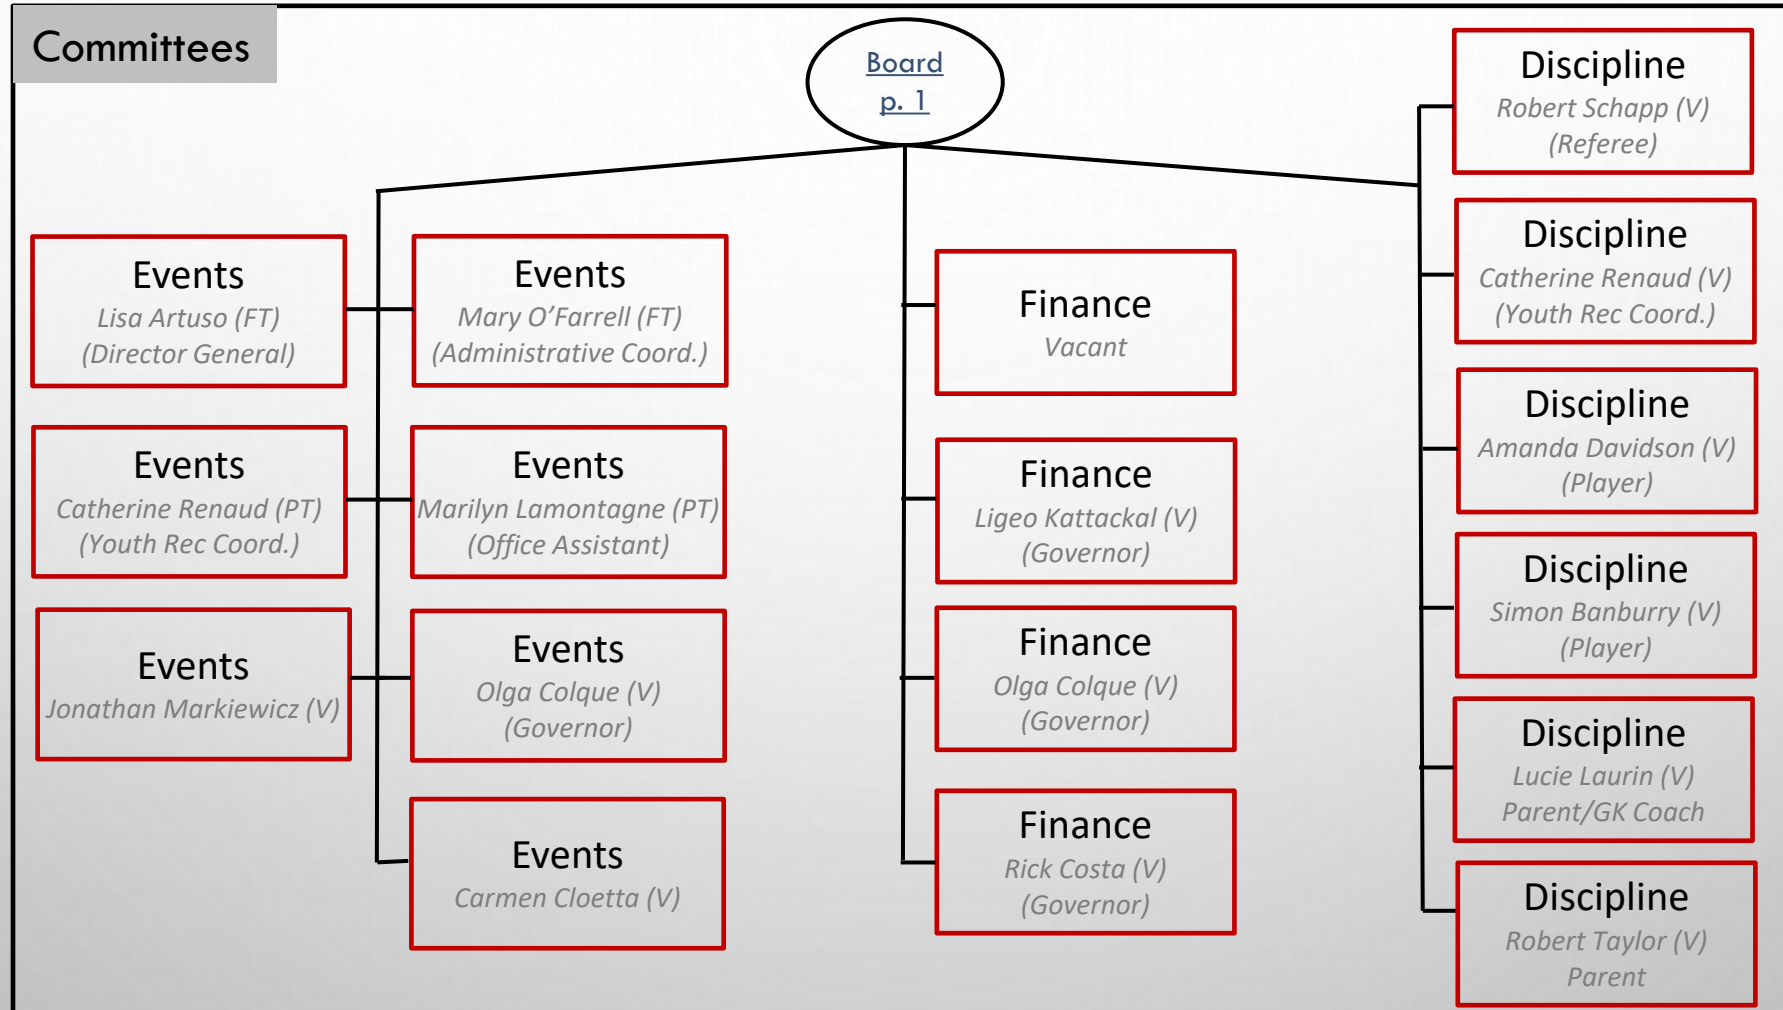 Committees
Board
p. 1
Events
Lisa Artuso (FT)
(Director General)
Events
Mary O’Farrell (FT)
(Administrative Coord.)
Events
Catherine Renaud (PT)
(Youth Rec Coord.)
Events
Marilyn Lamontagne (PT)
(Office Assistant)
Events
Jonathan Markiewicz (V)
Events
Olga Colque (V)
(Governor)
Events
Carmen Cloetta (V)
Finance
Vacant
Finance
Ligeo Kattackal (V)
(Governor)
Finance
Olga Colque (V)
(Governor)
Finance
Rick Costa (V)
(Governor)
Discipline
Robert Schapp (V)
(Referee)
Discipline
Catherine Renaud (V)
(Youth Rec Coord.)
Discipline
Amanda Davidson (V)
(Player)
Discipline
Simon Banburry (V)
(Player)
Discipline
Lucie Laurin (V)
Parent/GK Coach
Discipline
Robert Taylor (V)
Parent